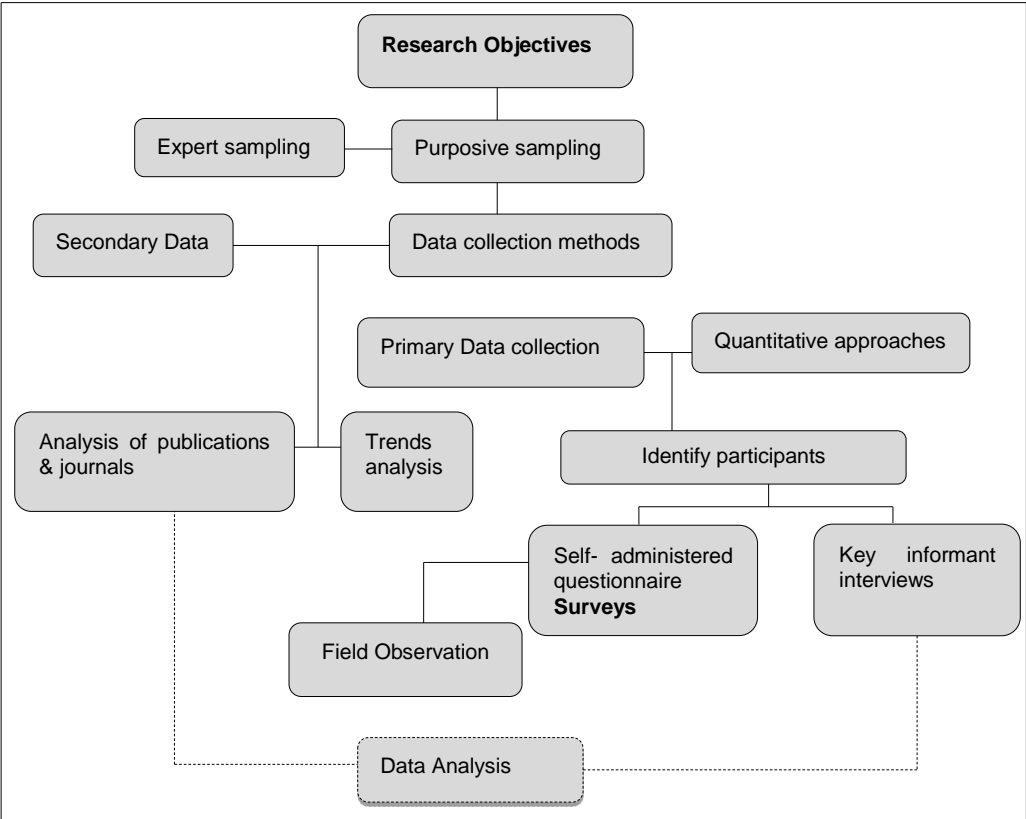 Research Objectives
Expert sampling
Purposive sampling
Secondary Data
Data collection methods
Primary Data collection
Quantitative approaches
Analysis of publications
& journals
Trends
analysis
Identify participants
Self- administered
questionnaire
Surveys
Key informant
interviews
Field Observation
Data Analysis